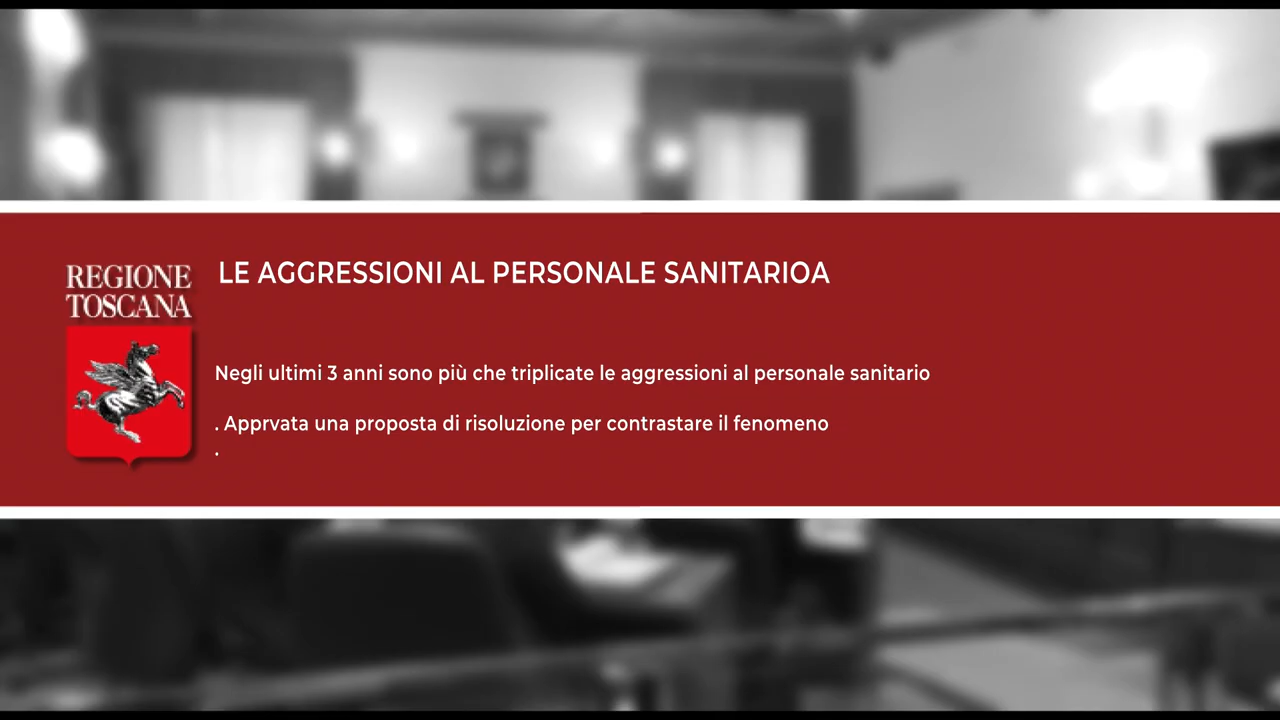 REGIONE
TOSCANA
LE AGGRESSIONI AL PERSONALE SANITARIOA
Negli ultimi 3 anni sono più che triplicate le aggressioni al personale sanitario
. Apprvata una proposta di risoluzione per contrastare il fenomeno
.